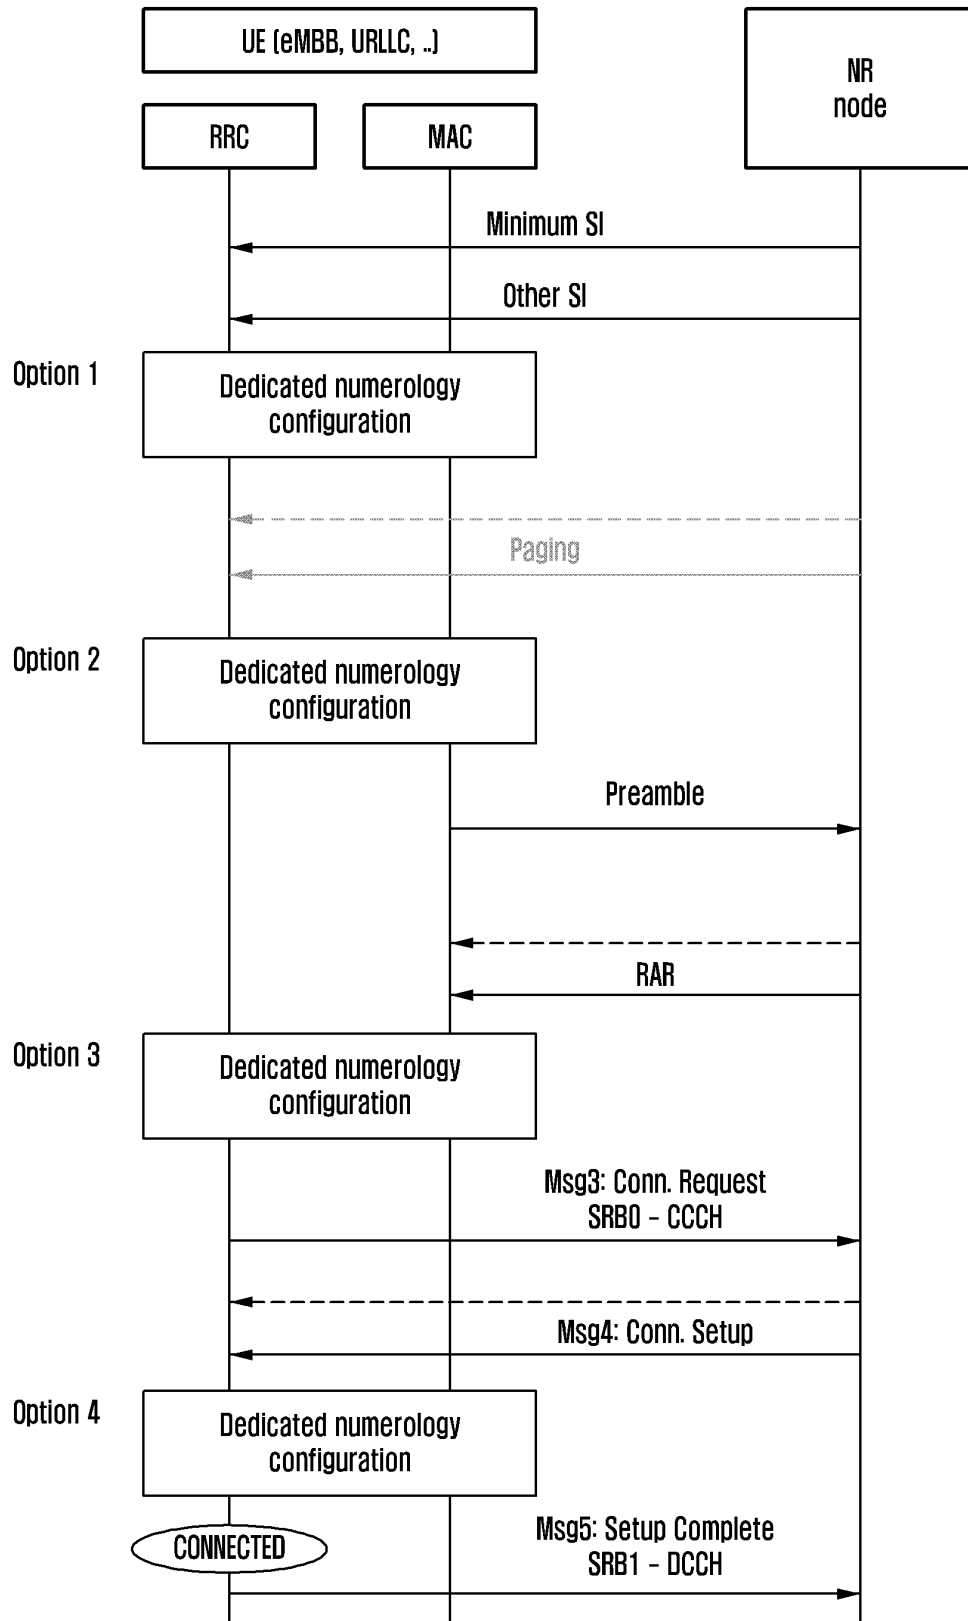 UE (eMBB, URLLC, ..)
NR
node
RRC
MAC
Minimum SI
Other SI
Option 1
Dedicated numerology
configuration
Paging
Option 2
Dedicated numerology
configuration
Preamble
RAR
Option 3
Dedicated numerology
configuration
Msg3: Conn. Request
SRB0 - CCCH
Msg4: Conn. Setup
Option 4
Dedicated numerology
configuration
CONNECTED
Msg5: Setup Complete
SRB1 - DCCH